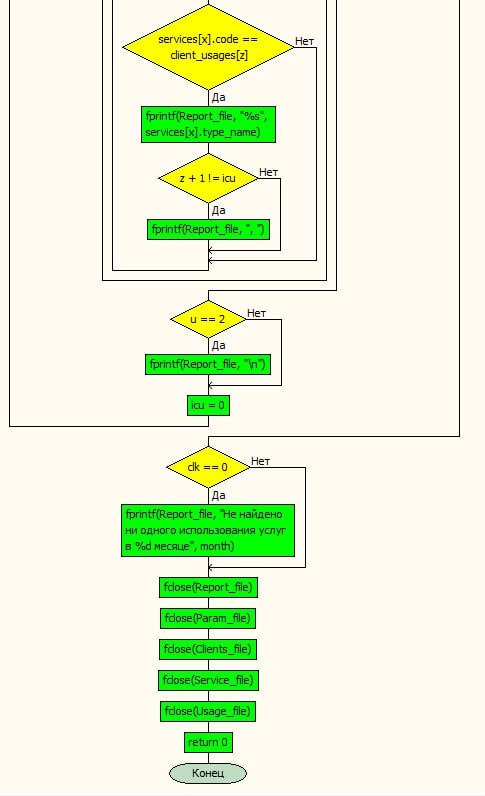 services[x].code ==
client_usages[z]
Нет
Да
fprintf(Report_file, "%s",
services[x].type_name)
z + 1 != icu
Нет
Да
fprintf(Report_file, ", ")
u == 2
Нет
Да
fprintf(Report_file, "\n")
icu = 0
clk == 0
Нет
Да
fprintf(Report_file, "Не найдено
ни одного использования услуг
в %d месяце", month)
fclose(Report_file)
fclose(Param_file)
fclose(Clients_file)
fclose(Service_file)
fclose(Usage_file)
return 0
Конец